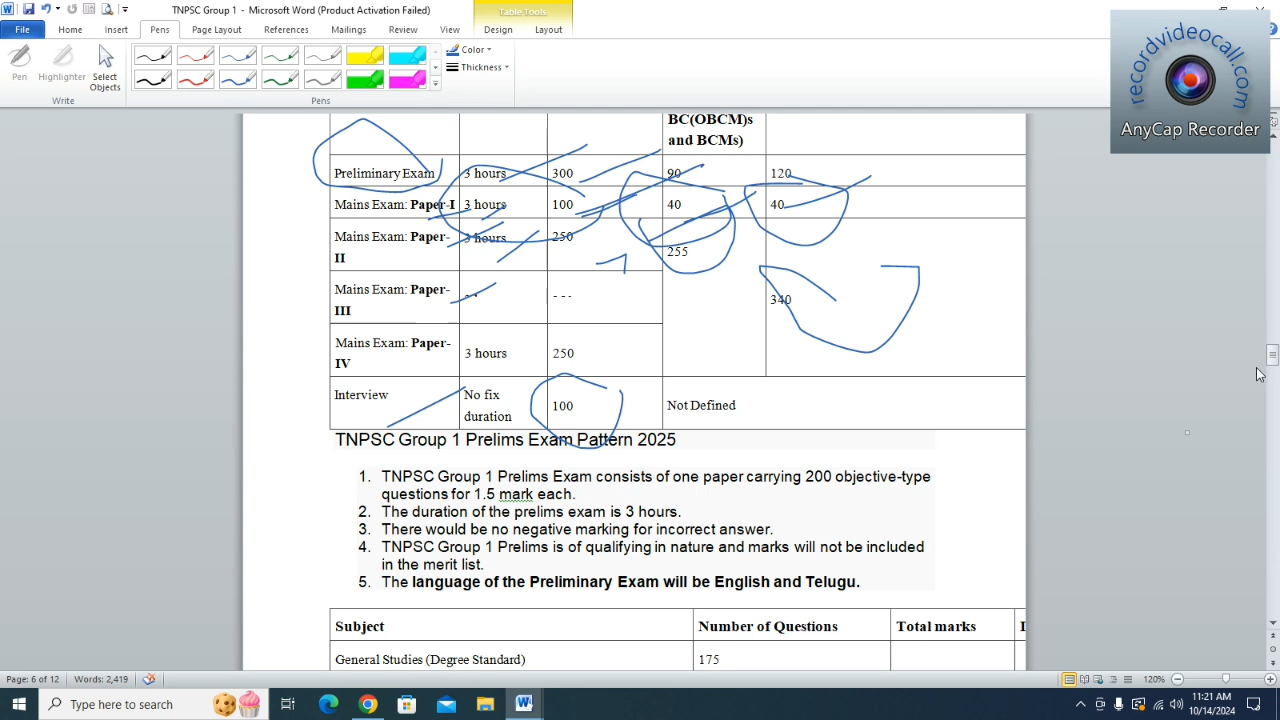 TNPSC Group 1 - Microsoft Word (Product Activation Failed)
Table Tools
File Home Insert Pens Page Layout References Mailings Review View Design Layout
Pen Highlighter Select Objects
Color
Thickness
Write Pens
recordvideocall.com
AnyCap Recorder
BC(OBCM)s
and BCMs)
Preliminary Exam 3 hours 300 90 120
Mains Exam: Paper-I 3 hours 100 40 40
Mains Exam: Paper-II 3 hours 250 255
Mains Exam: Paper-III 340
Mains Exam: Paper-IV 3 hours 250
Interview No fix duration 100 Not Defined
TNPSC Group 1 Prelims Exam Pattern 2025
1. TNPSC Group 1 Prelims Exam consists of one paper carrying 200 objective-type
questions for 1.5 mark each.
2. The duration of the prelims exam is 3 hours.
3. There would be no negative marking for incorrect answer.
4. TNPSC Group 1 Prelims is of qualifying in nature and marks will not be included
in the merit list.
5. The language of the Preliminary Exam will be English and Telugu.
Subject Number of Questions Total marks
General Studies (Degree Standard) 175
Page: 6 of 12 Words: 2,419 120%
Type here to search
11:21 AM
10/14/2024